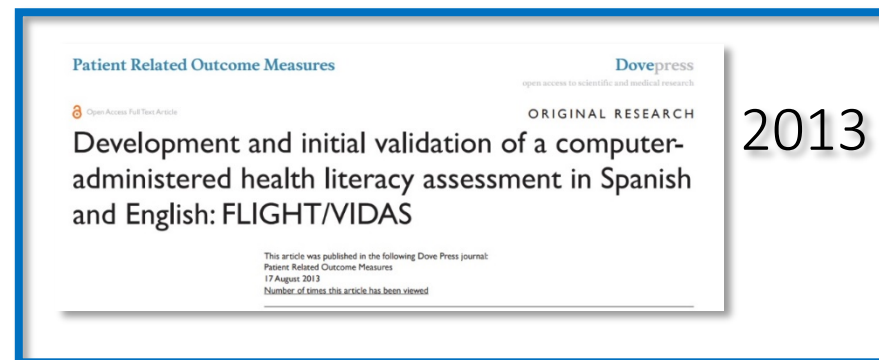 Patient Related Outcome Measures
Dovepress
open access to scientific and medical research
Open Access Full Text Article
ORIGINAL RESEARCH
Development and initial validation of a computer-
administered health literacy assessment in Spanish
and English: FLIGHT/VIDAS
This article was published in the following Dove Press journal:
Patient Related Outcome Measures
17 August 2013
Number of times this article has been viewed
2013